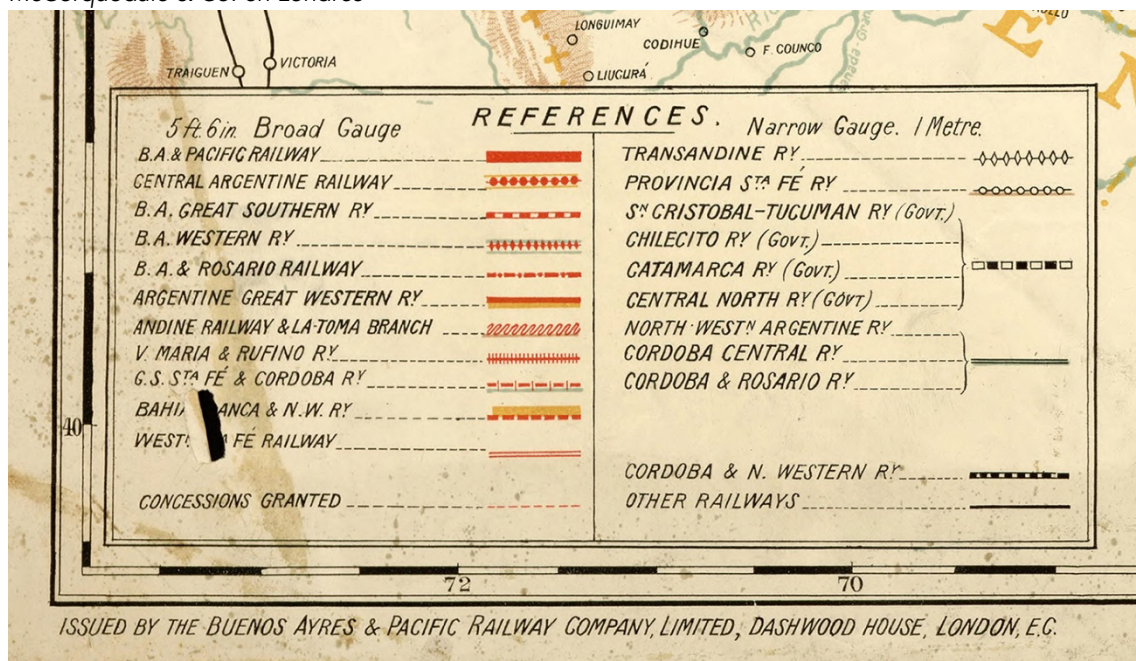 LONGUIMAY
CODIHUE
F. COUNCO
VICTORIA
TRAIGUEN
LIUCURÁ
REFERENCES.
5 ft. 6 in. Broad Gauge
B.A. & PACIFIC RAILWAY
CENTRAL ARGENTINE RAILWAY
B.A. GREAT SOUTHERN RY
B.A. WESTERN RY
B.A. & ROSARIO RAILWAY
ARGENTINE GREAT WESTERN RY
ANDINE RAILWAY & LA-TOMA BRANCH
V. MARIA & RUFINO RY
G.S. STA FÉ & CORDOBA RY
& N.W. RY
FÉ RAILWAY
CONCESSIONS GRANTED
Narrow Gauge. 1 Metre.
TRANSANDINE RY
PROVINCIA STA FÉ RY
SN CRISTOBAL-TUCUMAN RY (GOVT.)
CHILECITO RY (GOVT.)
CATAMARCA RY (GOVT.)
CENTRAL NORTH RY (GOVT)
NORTH-WESTN ARGENTINE RY
CORDOBA CENTRAL RY
CORDOBA & ROSARIO RY
CORDOBA & N. WESTERN RY
OTHER RAILWAYS
40
72
70
ISSUED BY THE BUENOS AYRES & PACIFIC RAILWAY COMPANY, LIMITED, DASHWOOD HOUSE, LONDON, E.C.